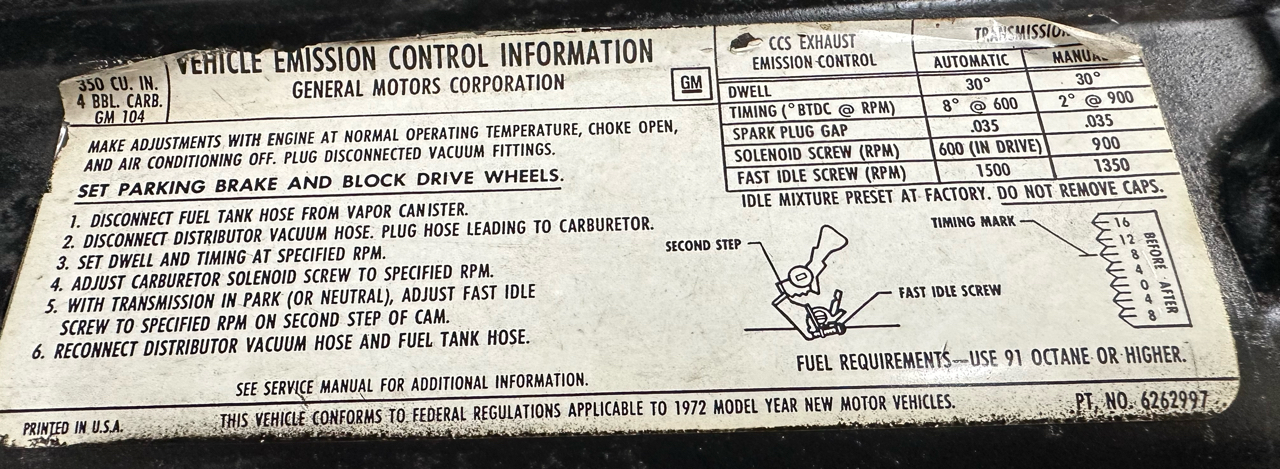 350 CU. IN.
4 BBL. CARB.
GM 104
VEHICLE EMISSION CONTROL INFORMATION
GENERAL MOTORS CORPORATION
GM
MAKE ADJUSTMENTS WITH ENGINE AT NORMAL OPERATING TEMPERATURE, CHOKE OPEN,
AND AIR CONDITIONING OFF. PLUG DISCONNECTED VACUUM FITTINGS.
SET PARKING BRAKE AND BLOCK DRIVE WHEELS.
1. DISCONNECT FUEL TANK HOSE FROM VAPOR CANISTER.
2. DISCONNECT DISTRIBUTOR VACUUM HOSE. PLUG HOSE LEADING TO CARBURETOR.
3. SET DWELL AND TIMING AT SPECIFIED RPM.
4. ADJUST CARBURETOR SOLENOID SCREW TO SPECIFIED RPM.
5. WITH TRANSMISSION IN PARK (OR NEUTRAL), ADJUST FAST IDLE
SCREW TO SPECIFIED RPM ON SECOND STEP OF CAM.
6. RECONNECT DISTRIBUTOR VACUUM HOSE AND FUEL TANK HOSE.
SEE SERVICE MANUAL FOR ADDITIONAL INFORMATION.
CCS EXHAUST
EMISSION CONTROL
TRANSMISSION
AUTOMATIC MANUAL
DWELL 30° 30°
TIMING (°BTDC @ RPM) 8° @ 600 2° @ 900
SPARK PLUG GAP .035 .035
SOLENOID SCREW (RPM) 600 (IN DRIVE) 900
FAST IDLE SCREW (RPM) 1500 1350
IDLE MIXTURE PRESET AT FACTORY. DO NOT REMOVE CAPS.
SECOND STEP
FAST IDLE SCREW
TIMING MARK
16
12
8
4
0
4
8
BEFORE AFTER
FUEL REQUIREMENTS—USE 91 OCTANE OR HIGHER.
PRINTED IN U.S.A.
THIS VEHICLE CONFORMS TO FEDERAL REGULATIONS APPLICABLE TO 1972 MODEL YEAR NEW MOTOR VEHICLES.
PT. NO. 6262997